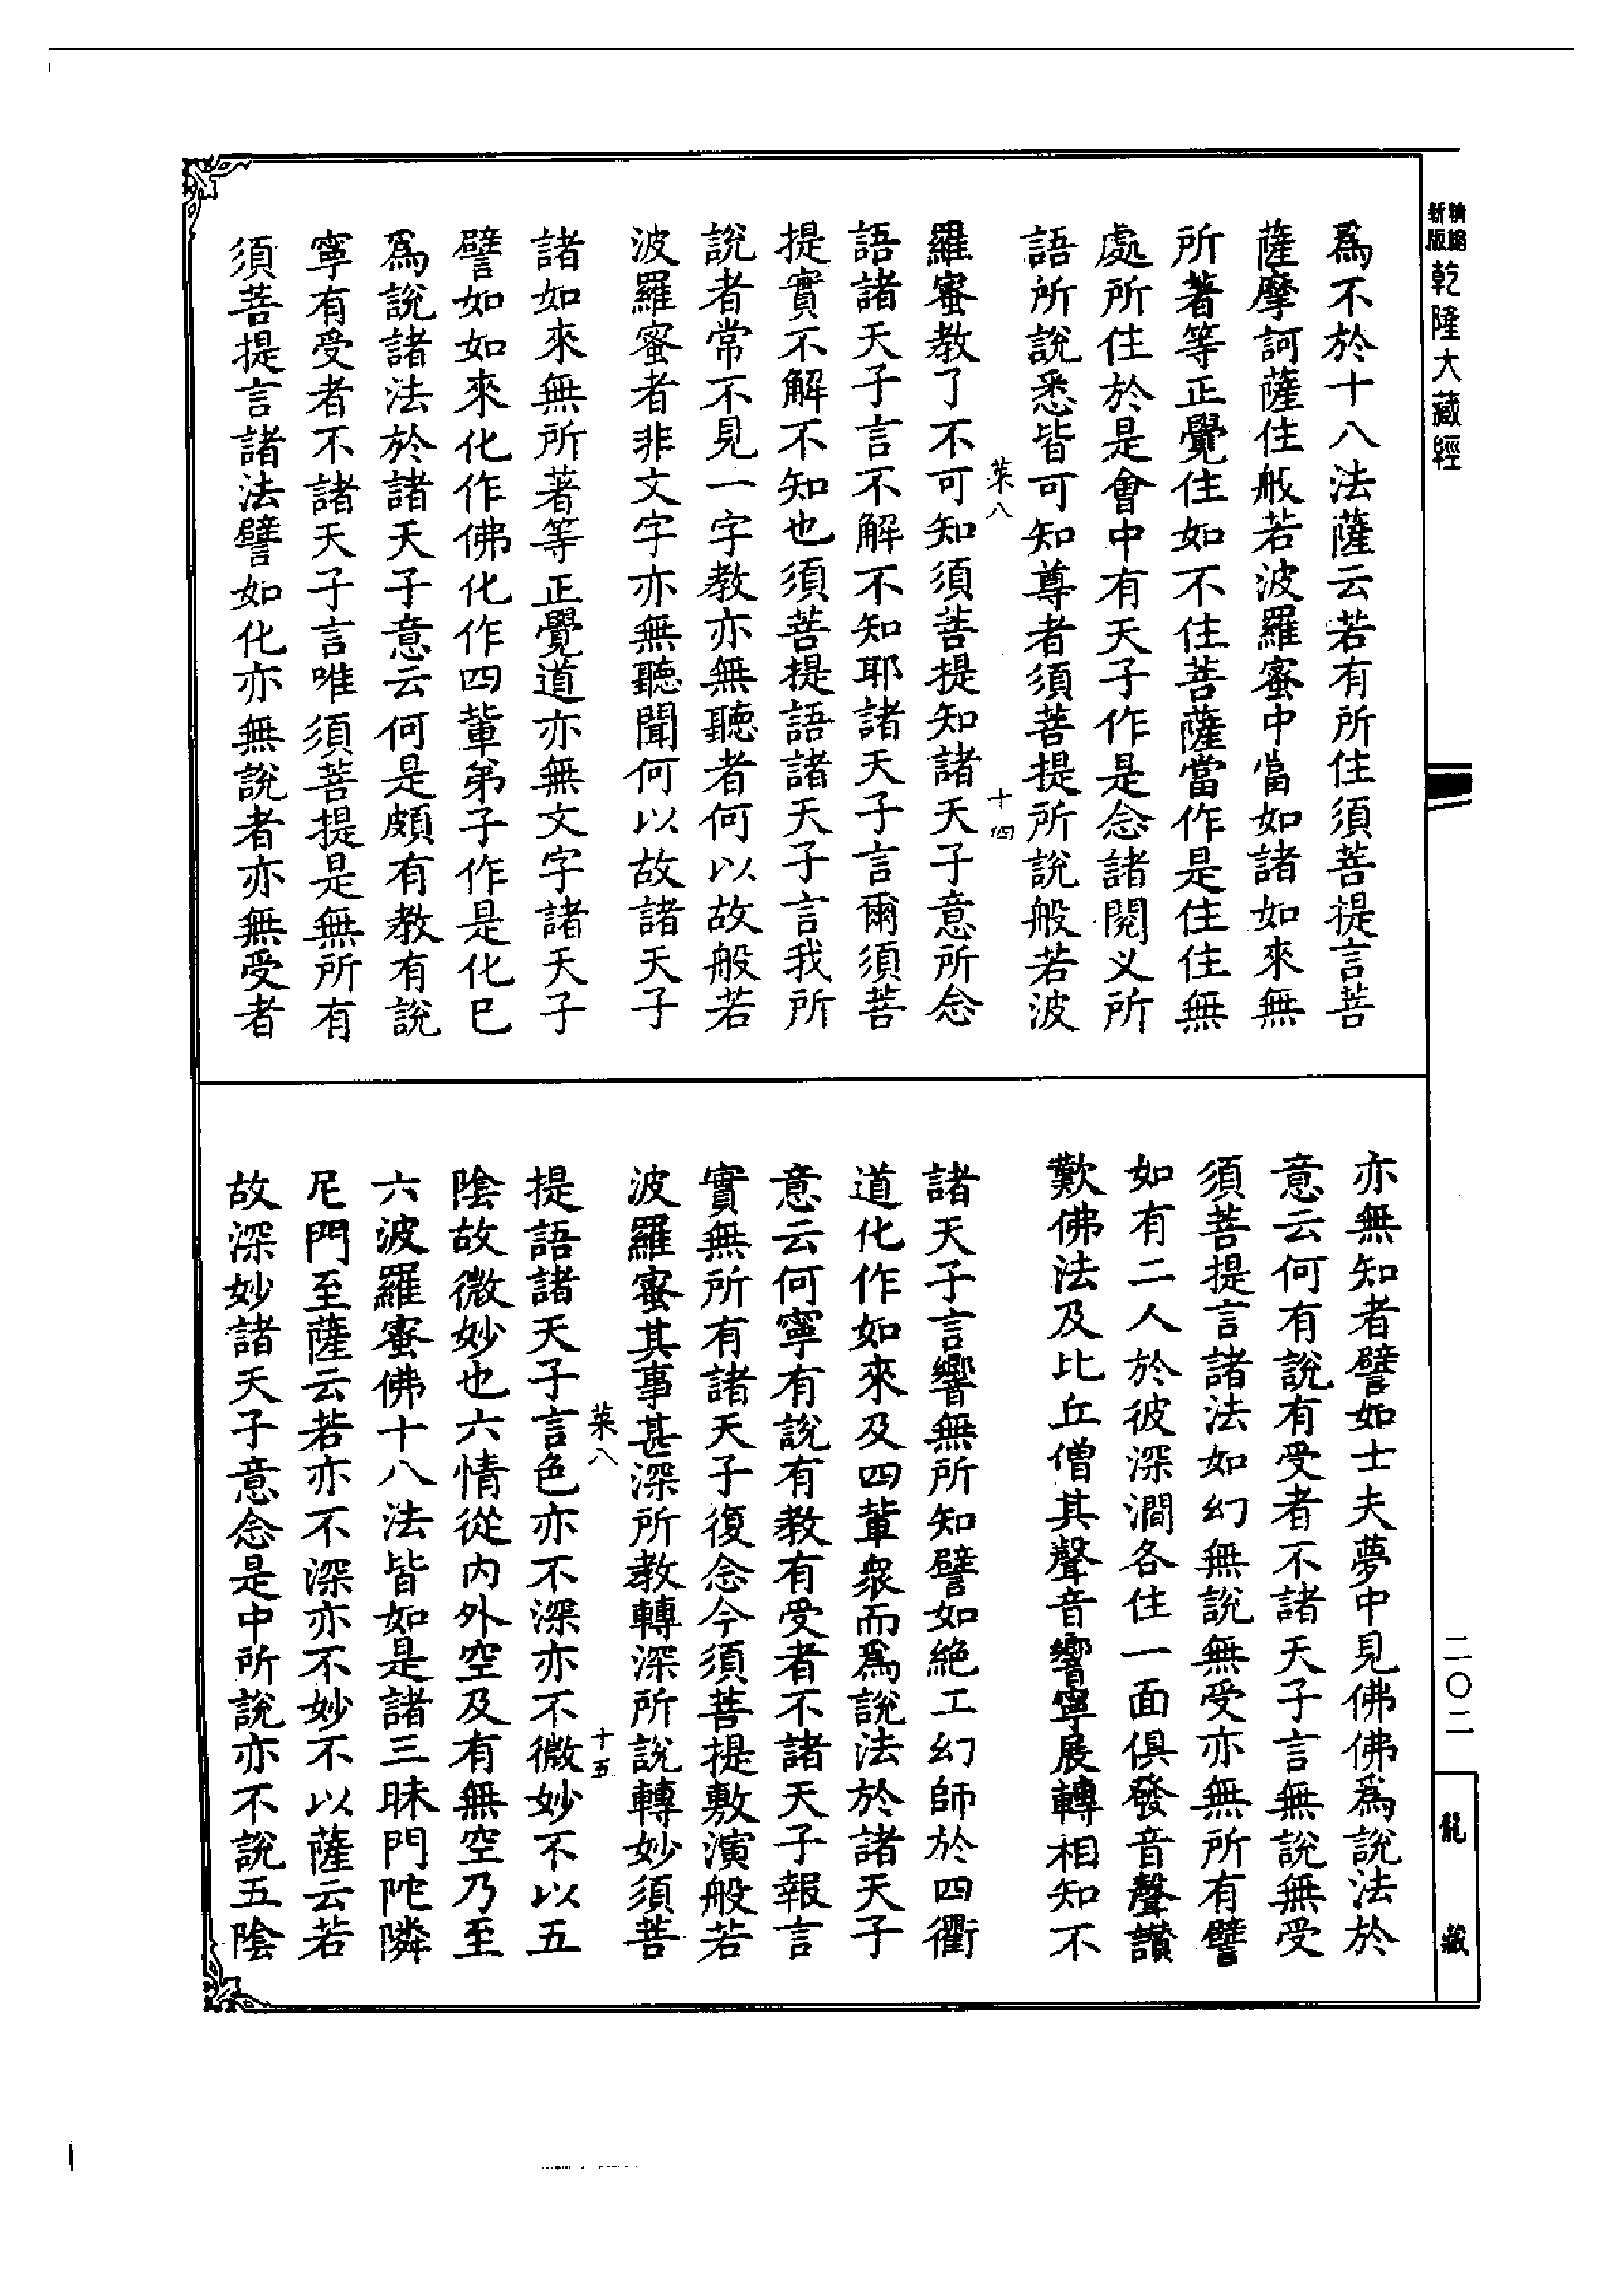 精縮
新版
乾隆大藏經
爲不於十八法薩云若有所住須菩提言菩
薩摩訶薩住般若波羅蜜中當如諸如來無
所著等正覺住如不住菩薩當作是住住無
處所住於是會中有天子作是念諸閱义所
語所說悉皆可知尊者須菩提所說般若波
菜八
十四
羅蜜教了不可知須菩提知諸天子意所念
語諸天子言不解不知耶諸天子言爾須菩
提實不解不知也須菩提語諸天子言我所
說者常不見一字教亦無聽者何以故般若
波羅蜜者非文字亦無聽聞何以故諸天子
諸如來無所著等正覺道亦無文字諸天子
譬如如來化作佛化作四輩弟子作是化已
爲說諸法於諸天子意云何是頗有教有說
寧有受者不諸天子言唯須菩提是無所有
須菩提言諸法譬如化亦無說者亦無受者
亦無知者譬如士夫夢中見佛佛爲說法於
意云何有說有受者不諸天子言無說無受
須菩提言諸法如幻無說無受亦無所有譬
如有二人於彼深澗各住一面俱發音聲讚
歎佛法及比丘僧其聲音響寧展轉相知不
諸天子言響無所知譬如絶工幻師於四衢
道化作如來及四輩衆而爲說法於諸天子
意云何寧有說有教有受者不諸天子報言
實無所有諸天子復念今須菩提敷演般若
波羅蜜其事甚深所教轉深所說轉妙須菩
菜八
十五
提語諸天子言色亦不深亦不微妙不以五
陰故微妙也六情從內外空及有無空乃至
六波羅蜜佛十八法皆如是諸三昧門陀隣
尼門至薩云若亦不深亦不妙不以薩云若
故深妙諸天子意念是中所說亦不說五陰
二〇二
龍藏